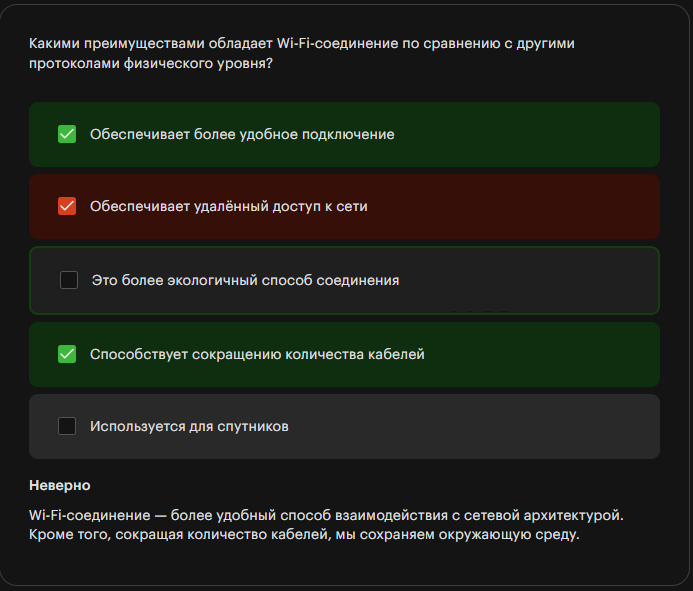 Какими преимуществами обладает Wi-Fi-соединение по сравнению с другими
протоколами физического уровня?
Обеспечивает более удобное подключение
Обеспечивает удалённый доступ к сети
Это более экологичный способ соединения
Способствует сокращению количества кабелей
Используется для спутников
Неверно
Wi-Fi-соединение — более удобный способ взаимодействия с сетевой архитектурой.
Кроме того, сокращая количество кабелей, мы сохраняем окружающую среду.